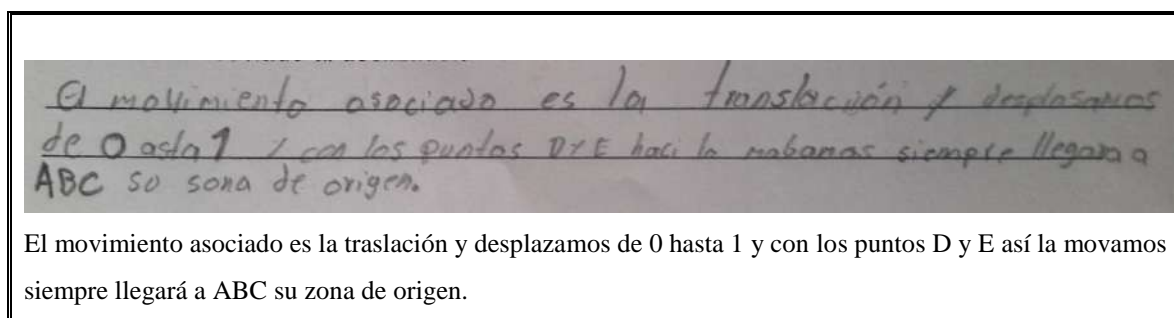 El movimiento asociado es la translación y desplasamos
de 0 asta 1 y con los puntos D y E haci la mabamos siempre llegara a
ABC su sona de origen.
El movimiento asociado es la traslación y desplazamos de 0 hasta 1 y con los puntos D y E así la movamos
siempre llegará a ABC su zona de origen.